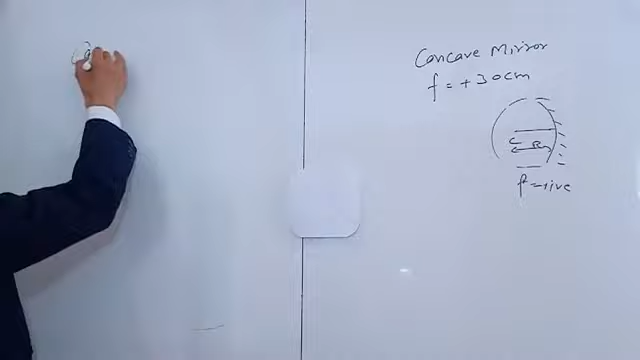 Concave Mirror
f = +30cm
C
f = +ive